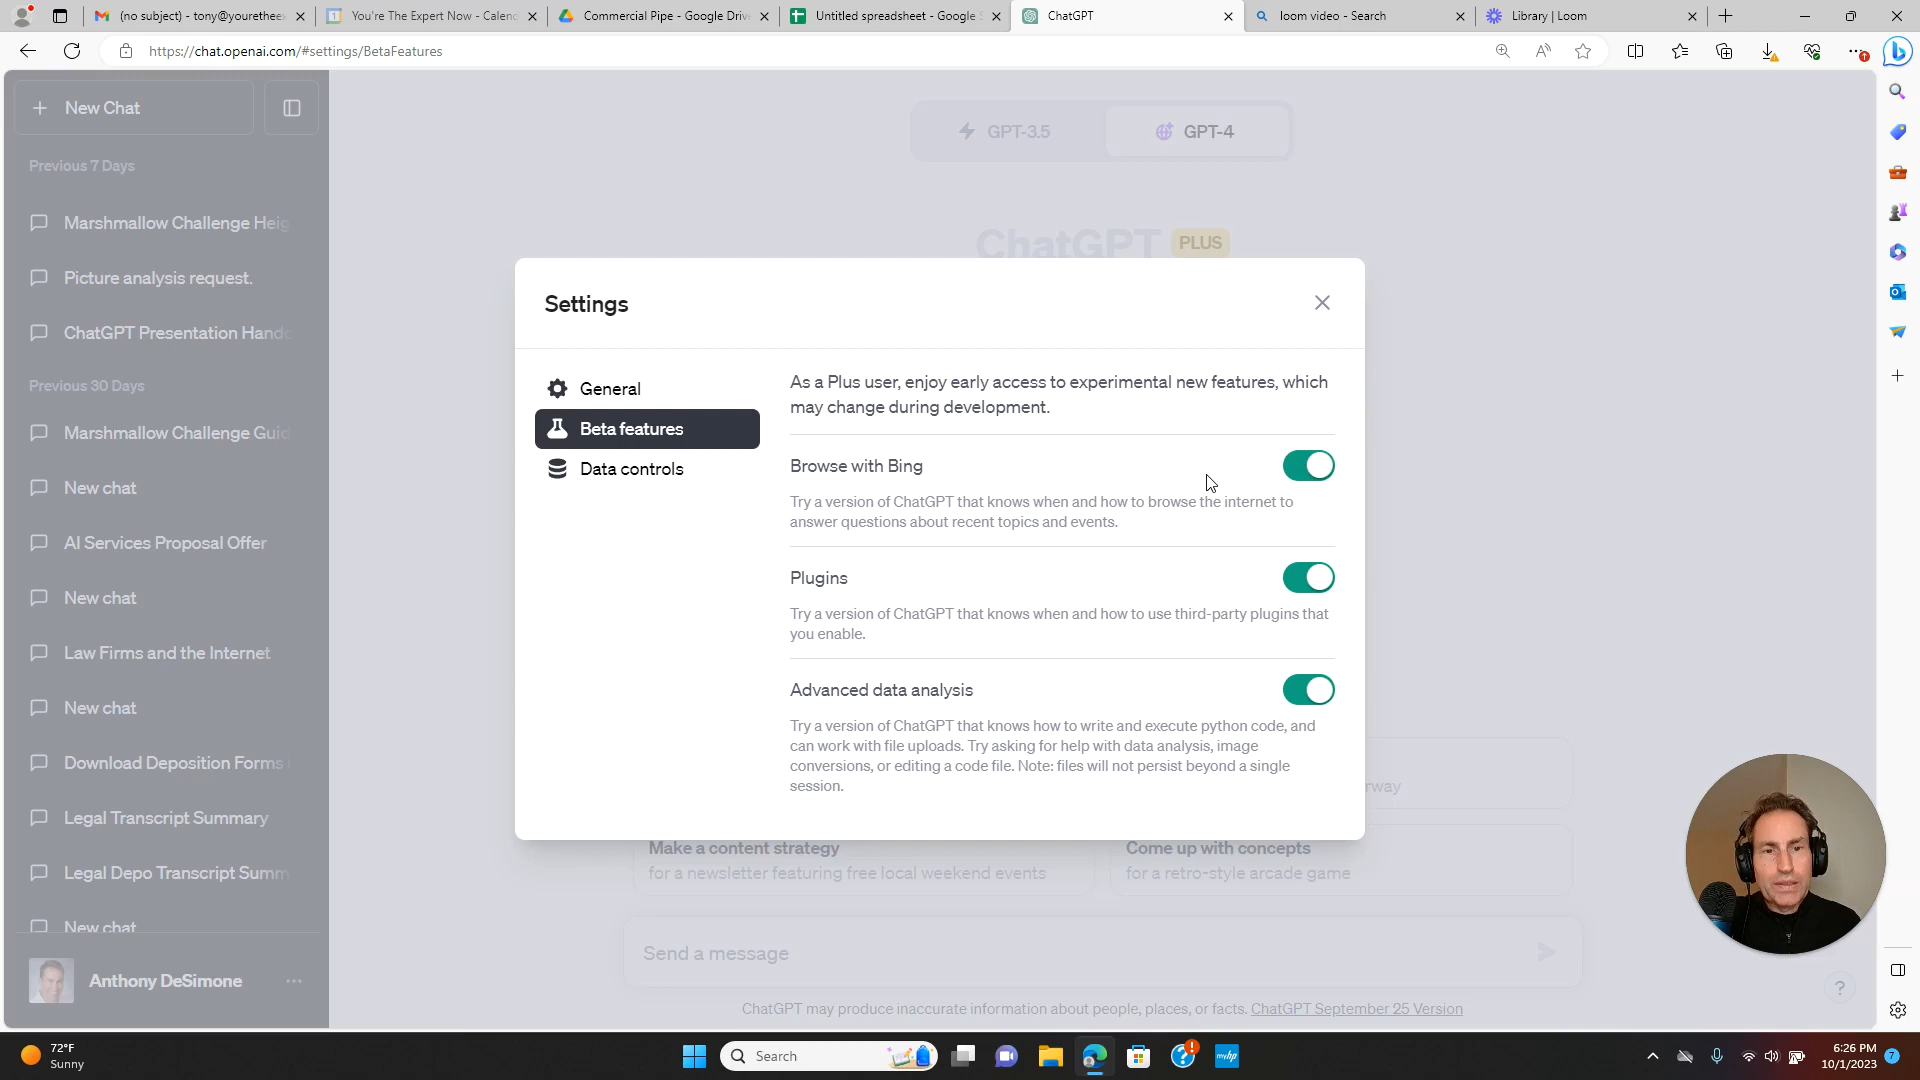 (no subject) - tony@youretheex
You're The Expert Now - Calend
Commercial Pipe - Google Drive
Untitled spreadsheet - Google S
ChatGPT
loom video - Search
Library | Loom
https://chat.openai.com/#settings/BetaFeatures
New Chat
Previous 7 Days
Marshmallow Challenge Heig
Picture analysis request.
ChatGPT Presentation Hando
Previous 30 Days
Marshmallow Challenge Guid
New chat
AI Services Proposal Offer
New chat
Law Firms and the Internet
New chat
Download Deposition Forms i
Legal Transcript Summary
Legal Depo Transcript Summ
New chat
Anthony DeSimone
GPT-3.5
GPT-4
ChatGPT PLUS
Settings
General
Beta features
Data controls
As a Plus user, enjoy early access to experimental new features, which
may change during development.
Browse with Bing
Try a version of ChatGPT that knows when and how to browse the internet to
answer questions about recent topics and events.
Plugins
Try a version of ChatGPT that knows when and how to use third-party plugins that
you enable.
Advanced data analysis
Try a version of ChatGPT that knows how to write and execute python code, and
can work with file uploads. Try asking for help with data analysis, image
conversions, or editing a code file. Note: files will not persist beyond a single
session.
rway
Make a content strategy
for a newsletter featuring free local weekend events
Come up with concepts
for a retro-style arcade game
Send a message
ChatGPT may produce inaccurate information about people, places, or facts. ChatGPT September 25 Version
?
72°F
Sunny
Search
myhp
6:26 PM
10/1/2023
7